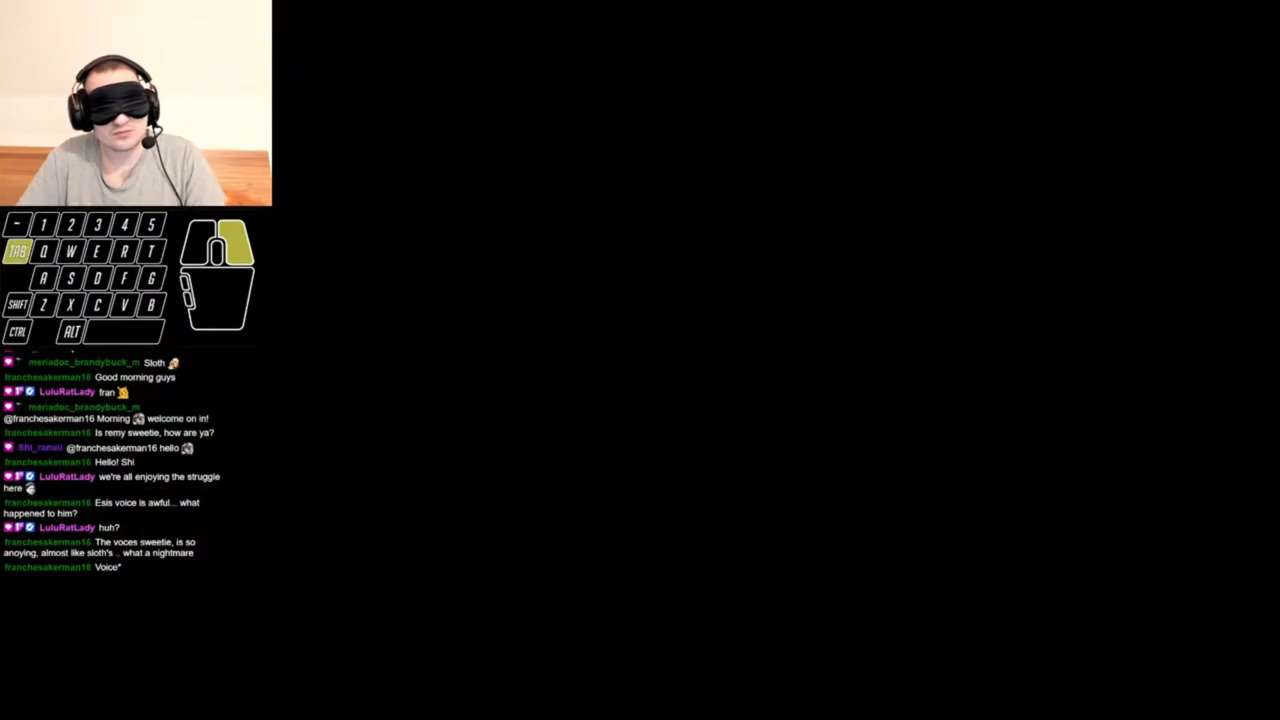 ~ 1 2 3 4 5
TAB Q W E R T
A S D F G
SHIFT Z X C V B
CTRL ALT
meriadoc_brandybuck_m Sloth
franchesakerman16 Good morning guys
LuluRatLady fran
meriadoc_brandybuck_m
@franchesakerman16 Morning welcome on in!
franchesakerman16 Is remy sweetie, how are ya?
Shi_ranuii @franchesakerman16 hello
franchesakerman16 Hello! Shi
LuluRatLady we're all enjoying the struggle
here
franchesakerman16 Esis voice is awful... what
happened to him?
LuluRatLady huh?
franchesakerman16 The voces sweetie, is so
anoying, almost like sloth's .. what a nightmare
franchesakerman16 Voice*